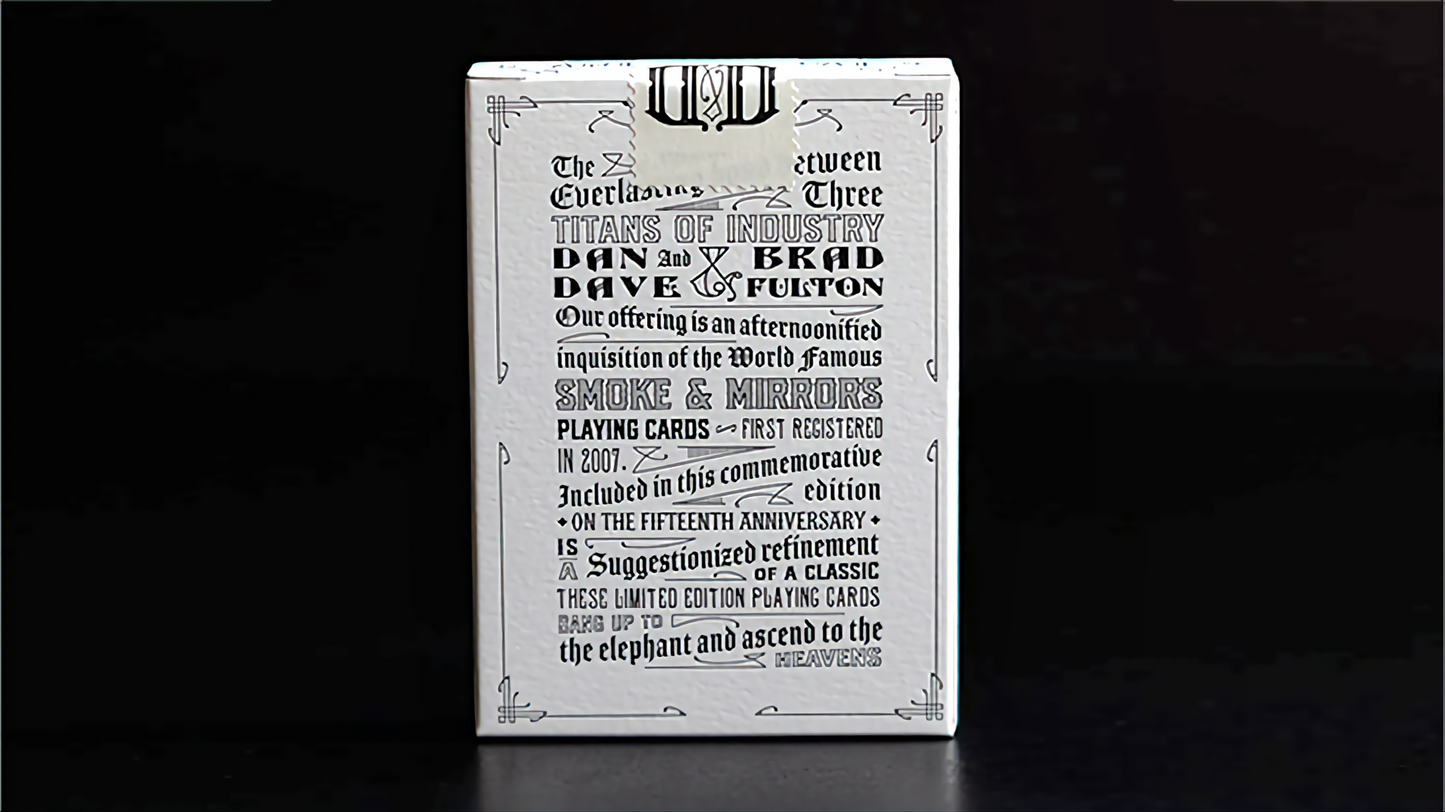 The
Everlasting Three
TITANS OF INDUSTRY
DAN And & BRAD
DAVE FULTON
Our offering is an afternoonified
inquisition of the World Famous
SMOKE & MIRRORS
PLAYING CARDS ~ FIRST REGISTERED
IN 2007.
Included in this commemorative
edition
ON THE FIFTEENTH ANNIVERSARY
IS
A Suggestionized refinement
OF A CLASSIC
THESE LIMITED EDITION PLAYING CARDS
BANG UP TO
the elephant and ascend to the
HEAVENS